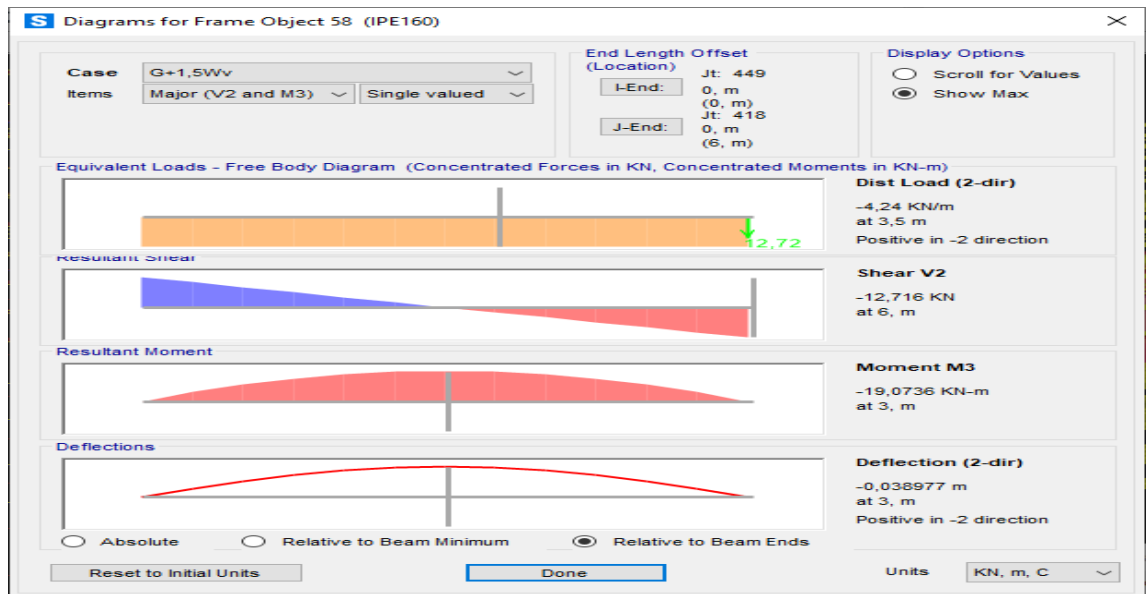 S Diagrams for Frame Object 58 (IPE160)
Case G+1,5Wv
Items Major (V2 and M3) Single valued
End Length Offset
(Location)
I-End: Jt: 449
0, m
(0, m)
J-End: Jt: 418
0, m
(6, m)
Display Options
Scroll for Values
Show Max
Equivalent Loads - Free Body Diagram (Concentrated Forces in KN, Concentrated Moments in KN-m)
12,72
Dist Load (2-dir)
-4,24 KN/m
at 3,5 m
Positive in -2 direction
Resultant Shear
Shear V2
-12,716 KN
at 6, m
Resultant Moment
Moment M3
-19,0736 KN-m
at 3, m
Deflections
Deflection (2-dir)
-0,038977 m
at 3, m
Positive in -2 direction
Absolute Relative to Beam Minimum Relative to Beam Ends
Reset to Initial Units Done Units KN, m, C